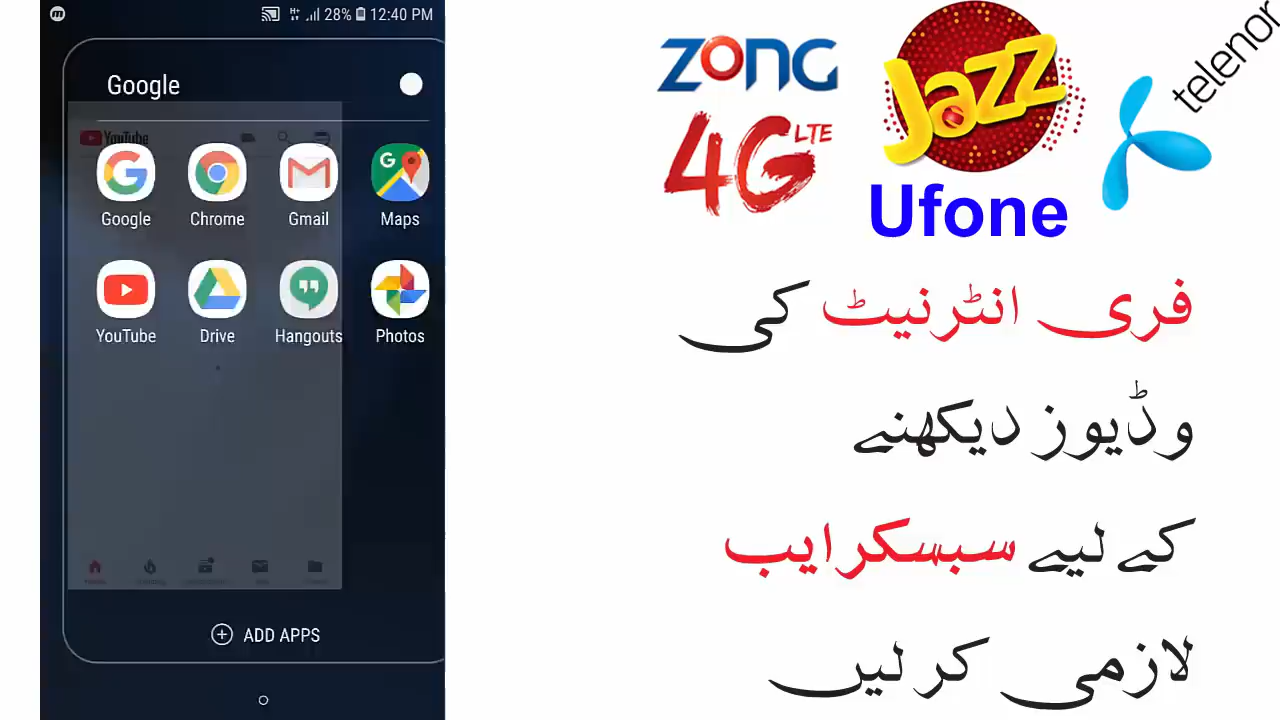 28% 12:40 PM
Google
YouTube
Google Chrome Gmail Maps
YouTube Drive Hangouts Photos
ADD APPS
ZONG
4G LTE
Jazz
telenor
Ufone
فری انٹرنیٹ کی
وڈیوز دیکھنے
کے لیے سبسکرایب
لازمی کر لیں